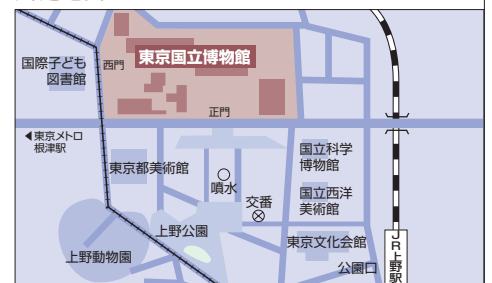 東京国立博物館
国際子ども
図書館
西門
正門
◀東京メトロ
根津駅
東京都美術館
噴水
交番
国立科学
博物館
国立西洋
美術館
上野公園
東京文化会館
上野動物園
公園口
JR上野駅